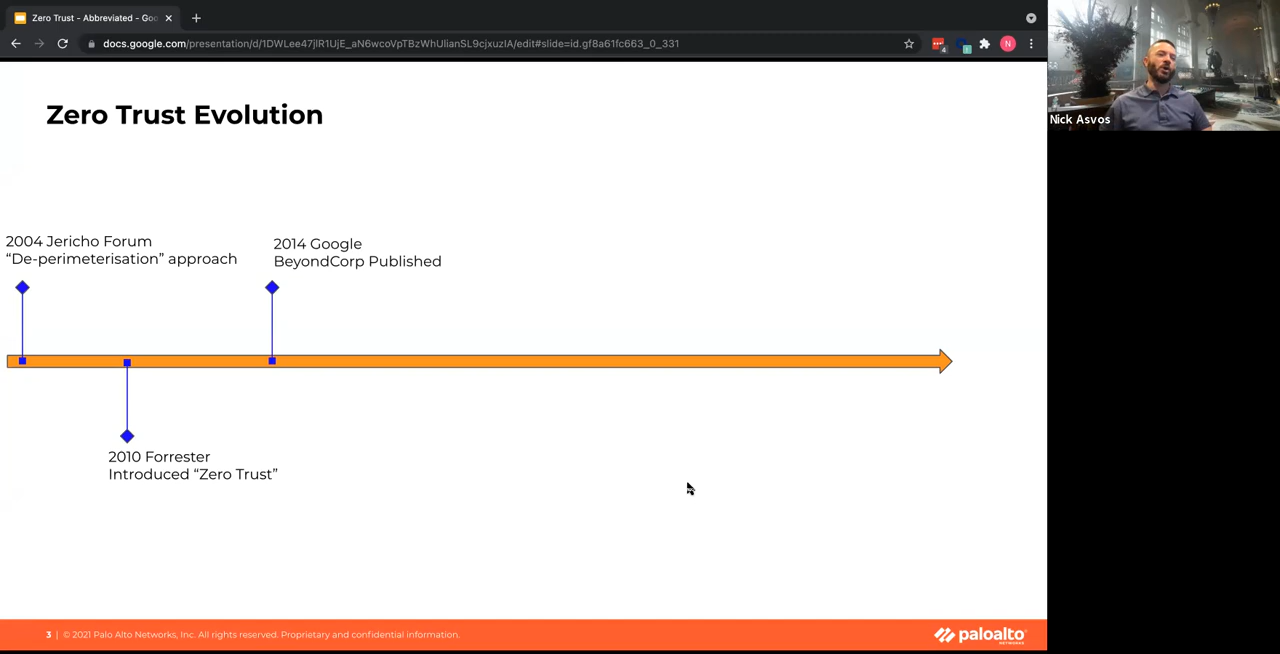 Zero Trust - Abbreviated - Goo
docs.google.com/presentation/d/1DWLee47jlR1UjE_aN6wcoVpTBzWhUlianSL9cjxuzIA/edit#slide=id.gf8a61fc663_0_331
4
1
N
Nick Asvos
Zero Trust Evolution
2004 Jericho Forum
“De-perimeterisation” approach
2014 Google
BeyondCorp Published
2010 Forrester
Introduced “Zero Trust”
3 | © 2021 Palo Alto Networks, Inc. All rights reserved. Proprietary and confidential information.
paloalto
NETWORKS